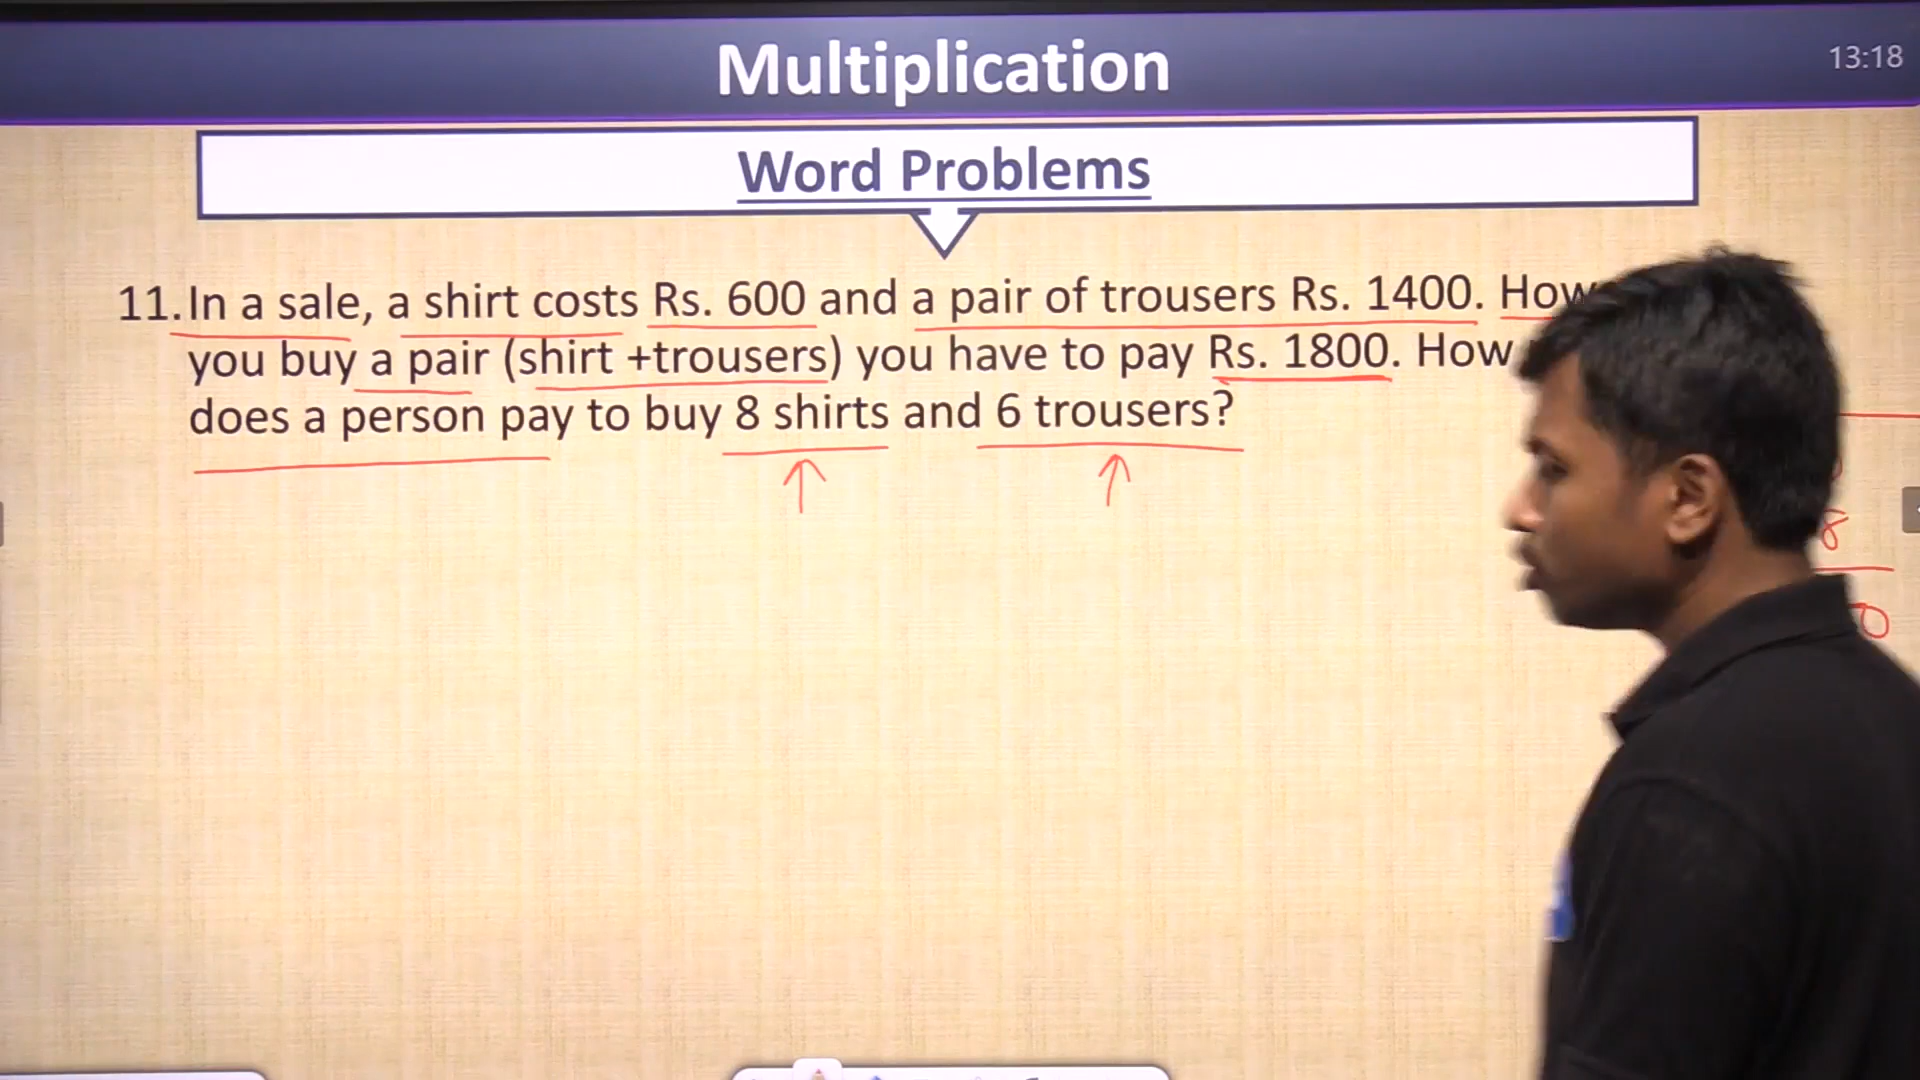 Multiplication
13:18
Word Problems
11. In a sale, a shirt costs Rs. 600 and a pair of trousers Rs. 1400. How
you buy a pair (shirt +trousers) you have to pay Rs. 1800. How
does a person pay to buy 8 shirts and 6 trousers?
8
0